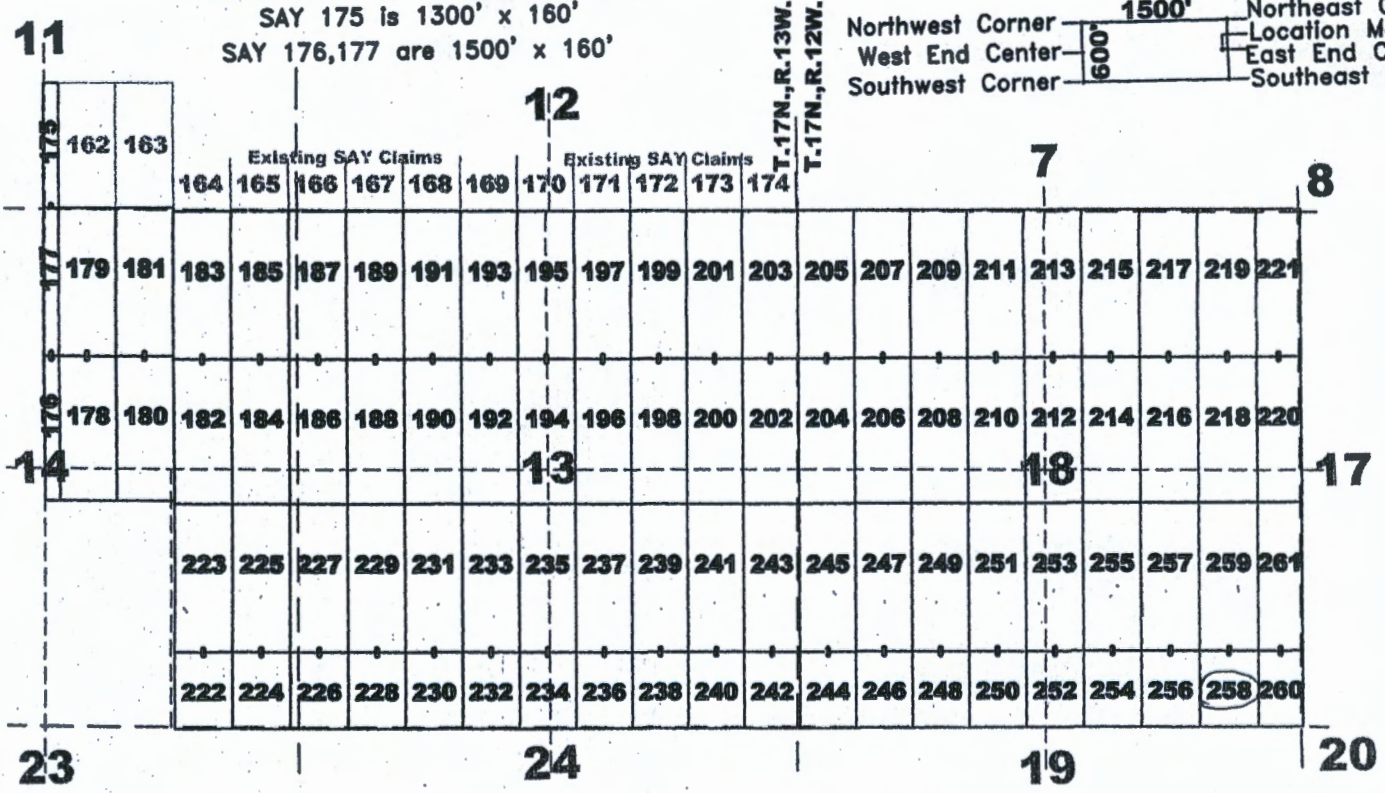 SAY 175 is 1300' x 160'
SAY 176,177 are 1500' x 160'
T.17N.,R.13W.
T.17N.,R.12W.
1500'
600'
Northwest Corner
West End Center
Southwest Corner
Northeast
Location
East End
Southeast
11
12
7
8
175
162 163
Existing SAY Claims
Existing SAY Claims
164 165 166 167 168 169 170 171 172 173 174
177
179 181 183 185 187 189 191 193 195 197 199 201 203 205 207 209 211 213 215 217 219 221
176
178 180 182 184 186 188 190 192 194 196 198 200 202 204 206 208 210 212 214 216 218 220
14 13 18 17
223 225 227 229 231 233 235 237 239 241 243 245 247 249 251 253 255 257 259 261
222 224 226 228 230 232 234 236 238 240 242 244 246 248 250 252 254 256 258 260
23 24 19 20